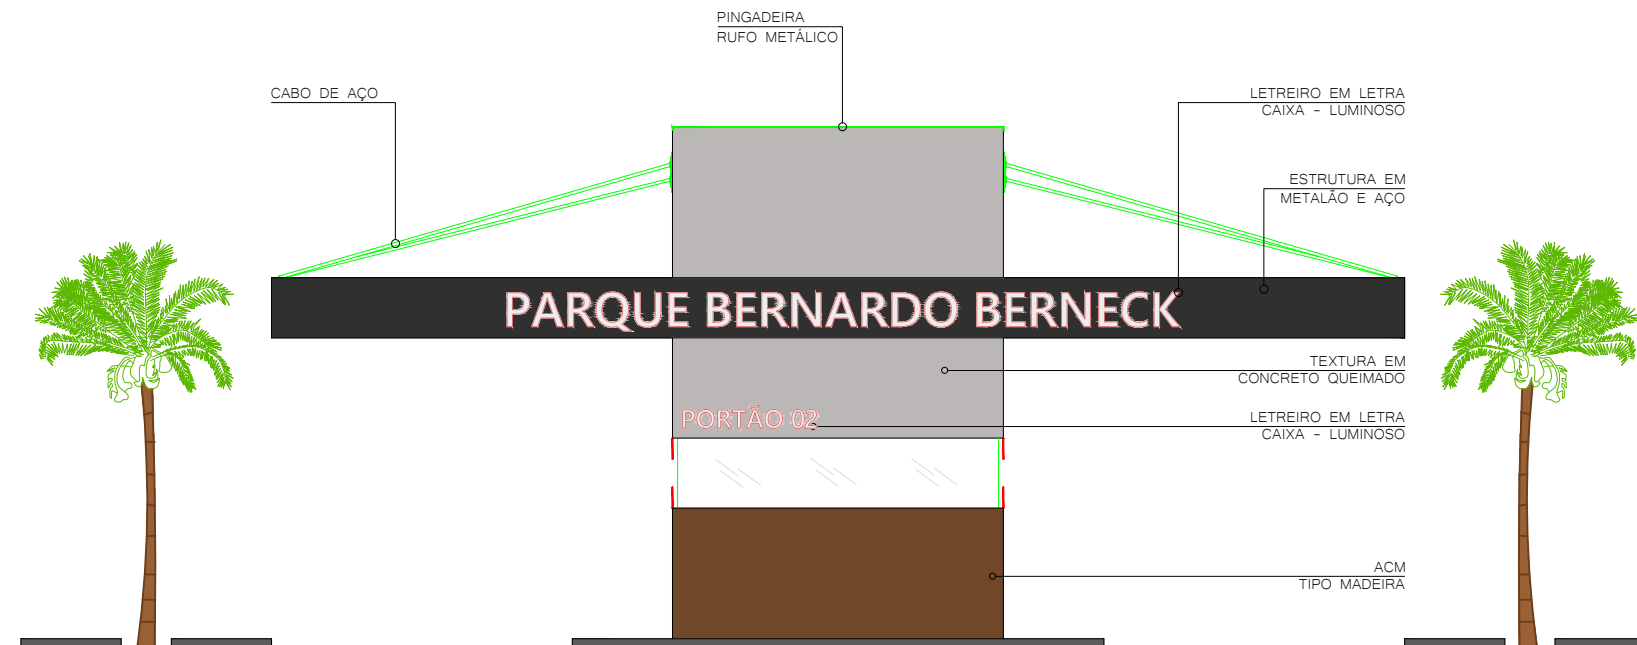 PINGADEIRA
RUFO METÁLICO
CABO DE AÇO
LETREIRO EM LETRA
CAIXA - LUMINOSO
ESTRUTURA EM
METALÃO E AÇO
PARQUE BERNARDO BERNECK
TEXTURA EM
CONCRETO QUEIMADO
PORTÃO 02
LETREIRO EM LETRA
CAIXA - LUMINOSO
ACM
TIPO MADEIRA